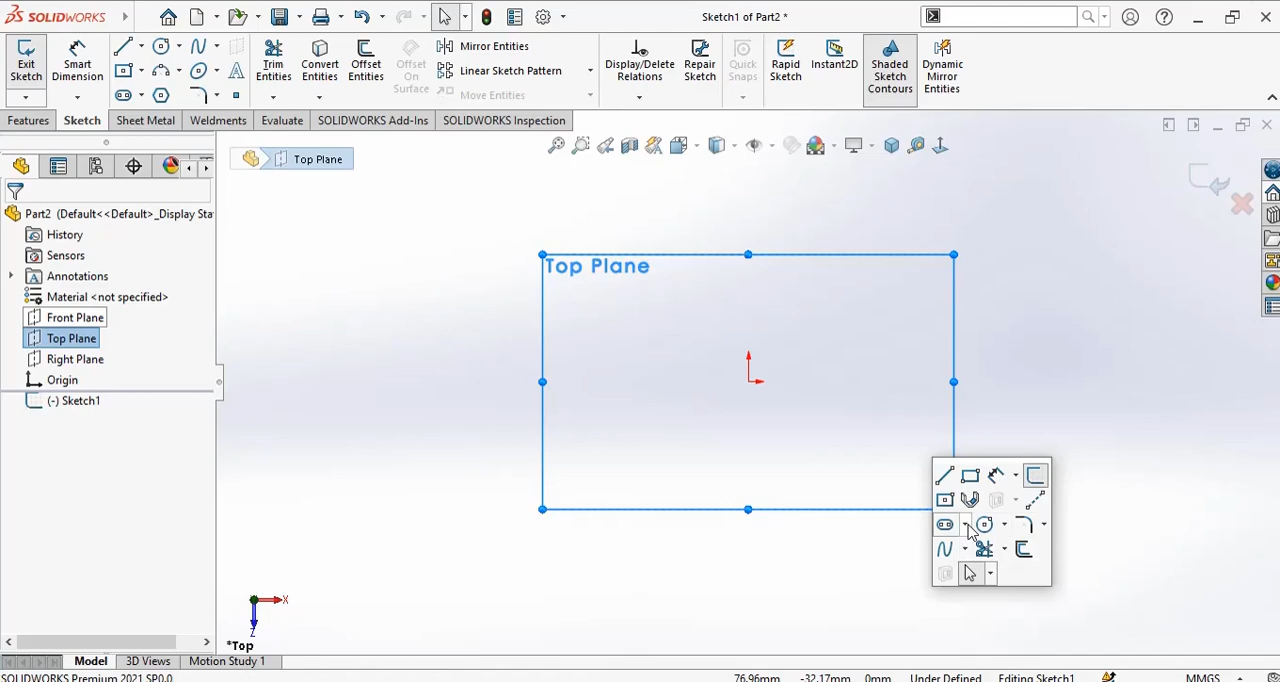 SOLIDWORKS
Sketch1 of Part2 *
Exit Sketch
Smart Dimension
Trim Entities
Convert Entities
Offset Entities
Offset On Surface
Mirror Entities
Linear Sketch Pattern
Move Entities
Display/Delete Relations
Repair Sketch
Quick Snaps
Rapid Sketch
Instant2D
Shaded Sketch Contours
Dynamic Mirror Entities
Features
Sketch
Sheet Metal
Weldments
Evaluate
SOLIDWORKS Add-Ins
SOLIDWORKS Inspection
Top Plane
Part2 (Default<<Default>_Display Sta
History
Sensors
Annotations
Material <not specified>
Front Plane
Top Plane
Right Plane
Origin
(-) Sketch1
Top Plane
X
Z
*Top
Model
3D Views
Motion Study 1
SOLIDWORKS Premium 2021 SP0.0
76.96mm
-32.17mm
0mm
Under Defined
Editing Sketch1
MMGS